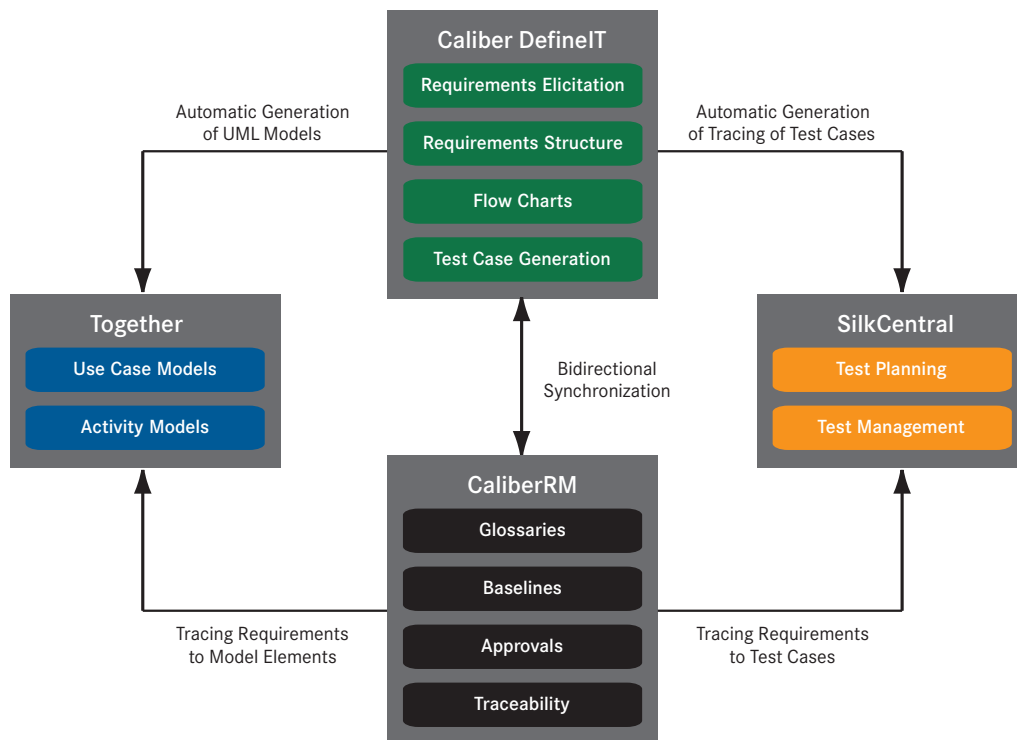 Caliber DefineIT
Requirements Elicitation
Requirements Structure
Flow Charts
Test Case Generation
Automatic Generation
of UML Models
Automatic Generation
of Tracing of Test Cases
Together
Use Case Models
Activity Models
Bidirectional
Synchronization
SilkCentral
Test Planning
Test Management
CaliberRM
Glossaries
Baselines
Approvals
Traceability
Tracing Requirements
to Model Elements
Tracing Requirements
to Test Cases